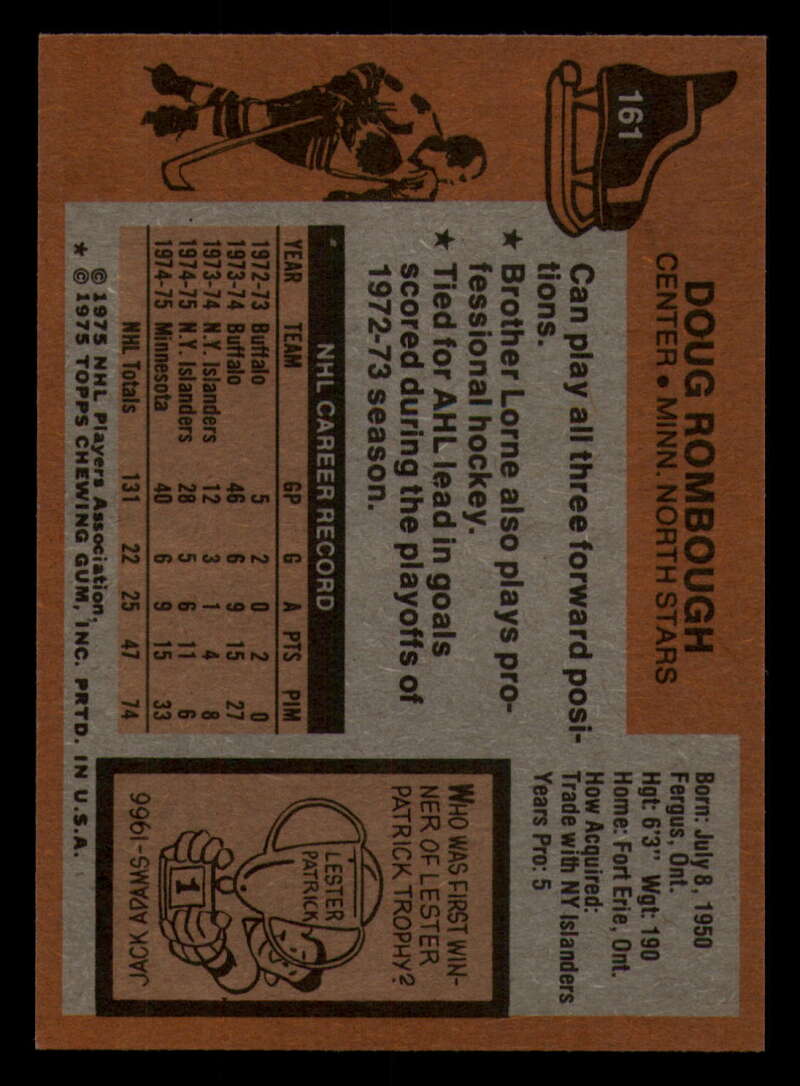 161
DOUG ROMBOUGH
CENTER • MINN. NORTH STARS
Can play all three forward posi-
tions.
★ Brother Lorne also plays pro-
fessional hockey.
★ Tied for AHL lead in goals
scored during the playoffs of
1972-73 season.
Born: July 8, 1950
Fergus, Ont.
Hgt: 6'3" Wgt: 190
Home: Fort Erie, Ont.
How Acquired:
Trade with NY Islanders
Years Pro: 5
NHL CAREER RECORD
YEAR TEAM GP G A PTS PIM
1972-73 Buffalo 5 2 0 2 0
1973-74 Buffalo 46 6 9 15 27
1973-74 N.Y. Islanders 12 3 1 4 8
1974-75 N.Y. Islanders 28 5 6 11 6
1974-75 Minnesota 40 6 9 15 33
NHL Totals 131 22 25 47 74
WHO WAS FIRST WIN-
NER OF LESTER
PATRICK TROPHY?
LESTER
PATRICK
1
JACK ADAMS-1966
© 1975 NHL Players Association,
* © 1975 TOPPS CHEWING GUM, INC. PRTD. IN U.S.A.